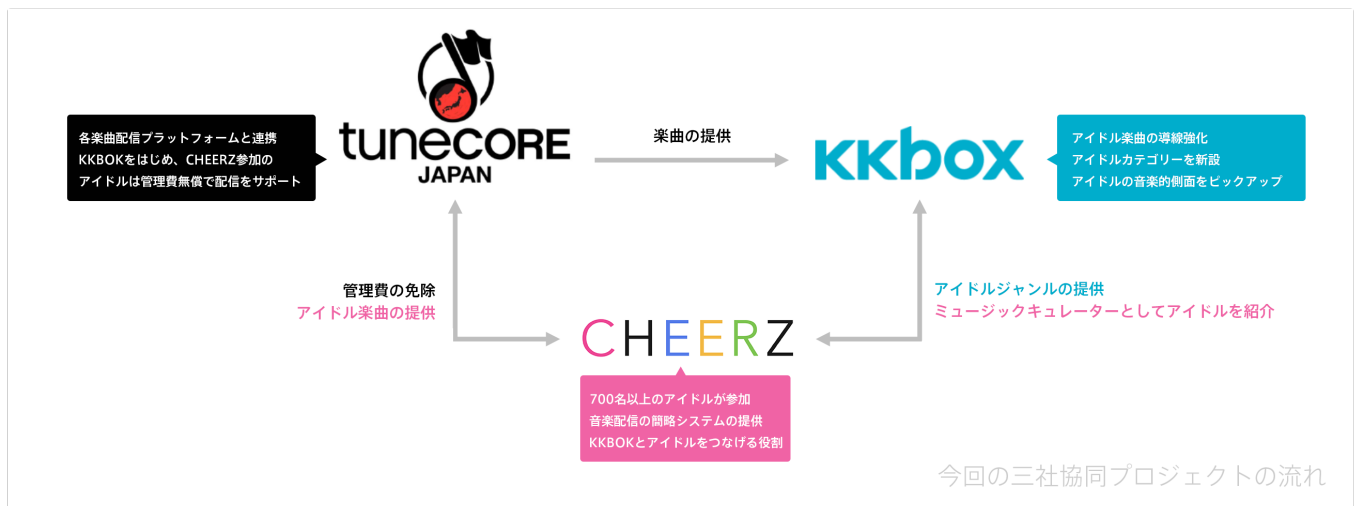 各楽曲配信プラットフォームと連携
KKBOKをはじめ、CHEERZ参加の
アイドルは管理費無償で配信をサポート
tunecORE
JAPAN
楽曲の提供
KKbox
アイドル楽曲の導線強化
アイドルカテゴリーを新設
アイドルの音楽的側面をピックアップ
管理費の免除
アイドル楽曲の提供
アイドルジャンルの提供
ミュージックキュレーターとしてアイドルを紹介
CHEERZ
700名以上のアイドルが参加
音楽配信の簡略システムの提供
KKBOKとアイドルをつなげる役割
今回の三社協同プロジェクトの流れ